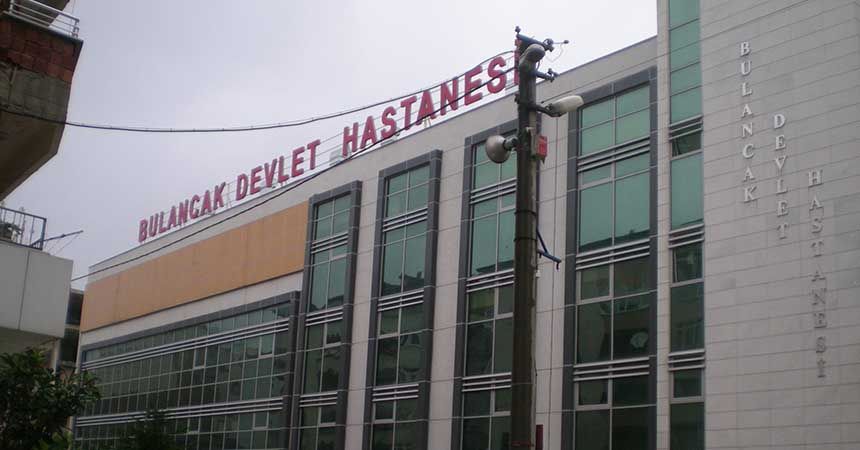 BULANCAK DEVLET HASTANESİ
BULANCAK
DEVLET
HASTANESİ